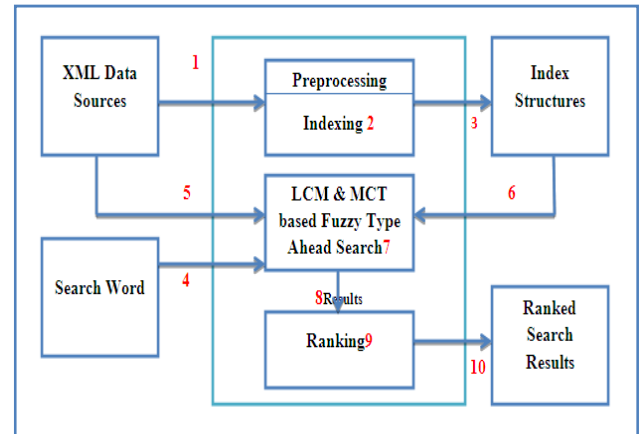 XML Data
Sources
1
Preprocessing
Indexing 2
3
Index
Structures
5
LCM & MCT
based Fuzzy Type
Ahead Search7
6
Search Word
4
8Results
Ranking9
10
Ranked
Search
Results